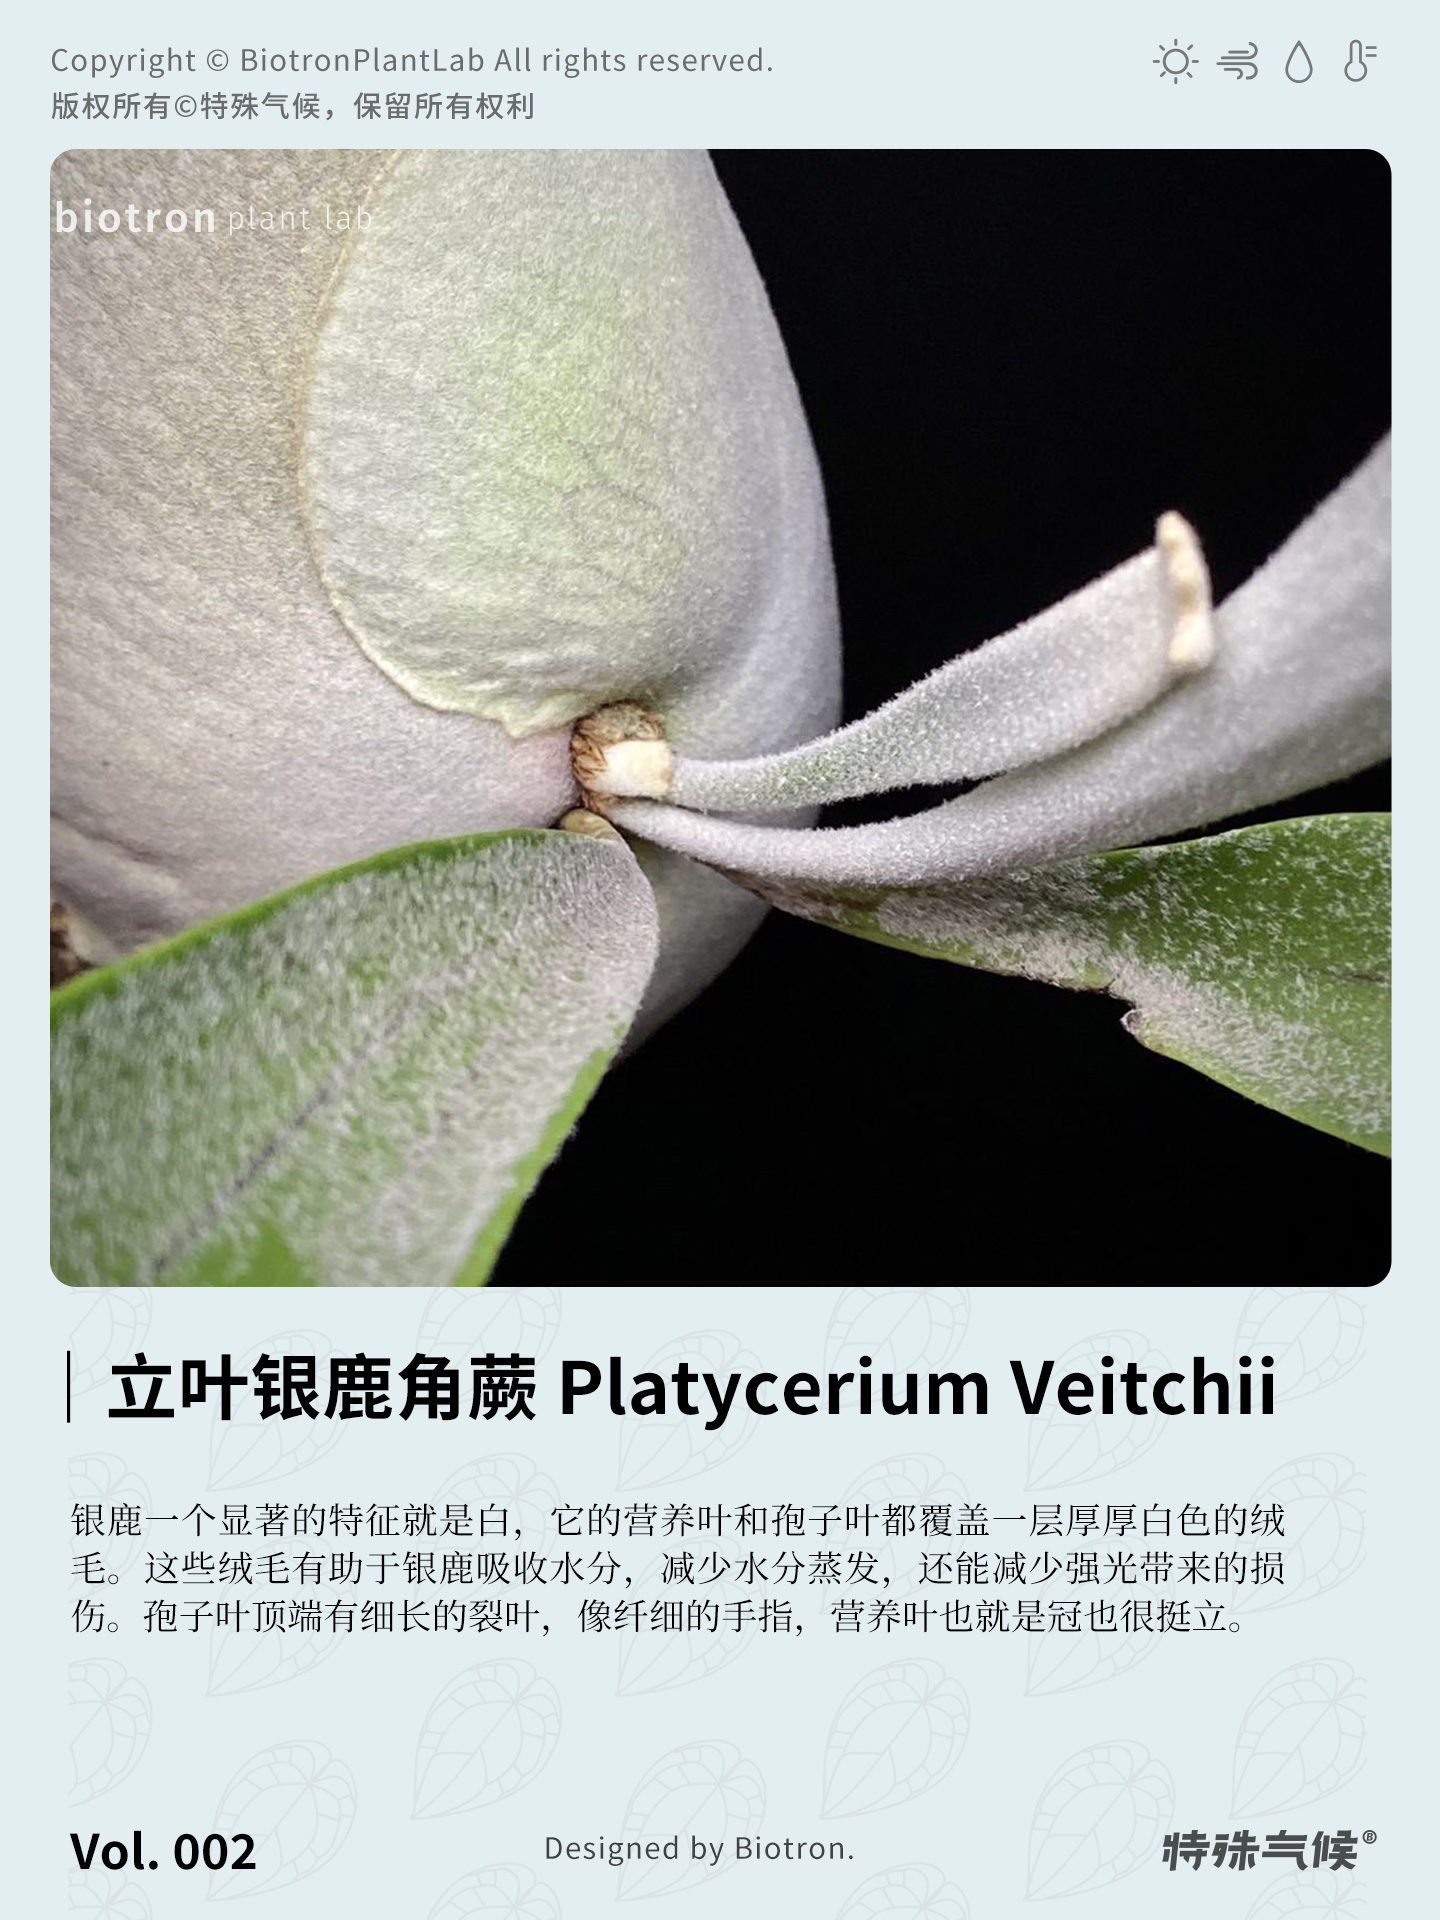 Copyright © BiotronPlantLab All rights reserved.
版权所有©特殊气候，保留所有权利
biotron plant lab
立叶银鹿角蕨 Platycerium Veitchii
银鹿一个显著的特征就是白，它的营养叶和孢子叶都覆盖一层厚厚白色的绒
毛。这些绒毛有助于银鹿吸收水分，减少水分蒸发，还能减少强光带来的损
伤。孢子叶顶端有细长的裂叶，像纤细的手指，营养叶也就是冠也很挺立。
Vol. 002
Designed by Biotron.
特殊气候®